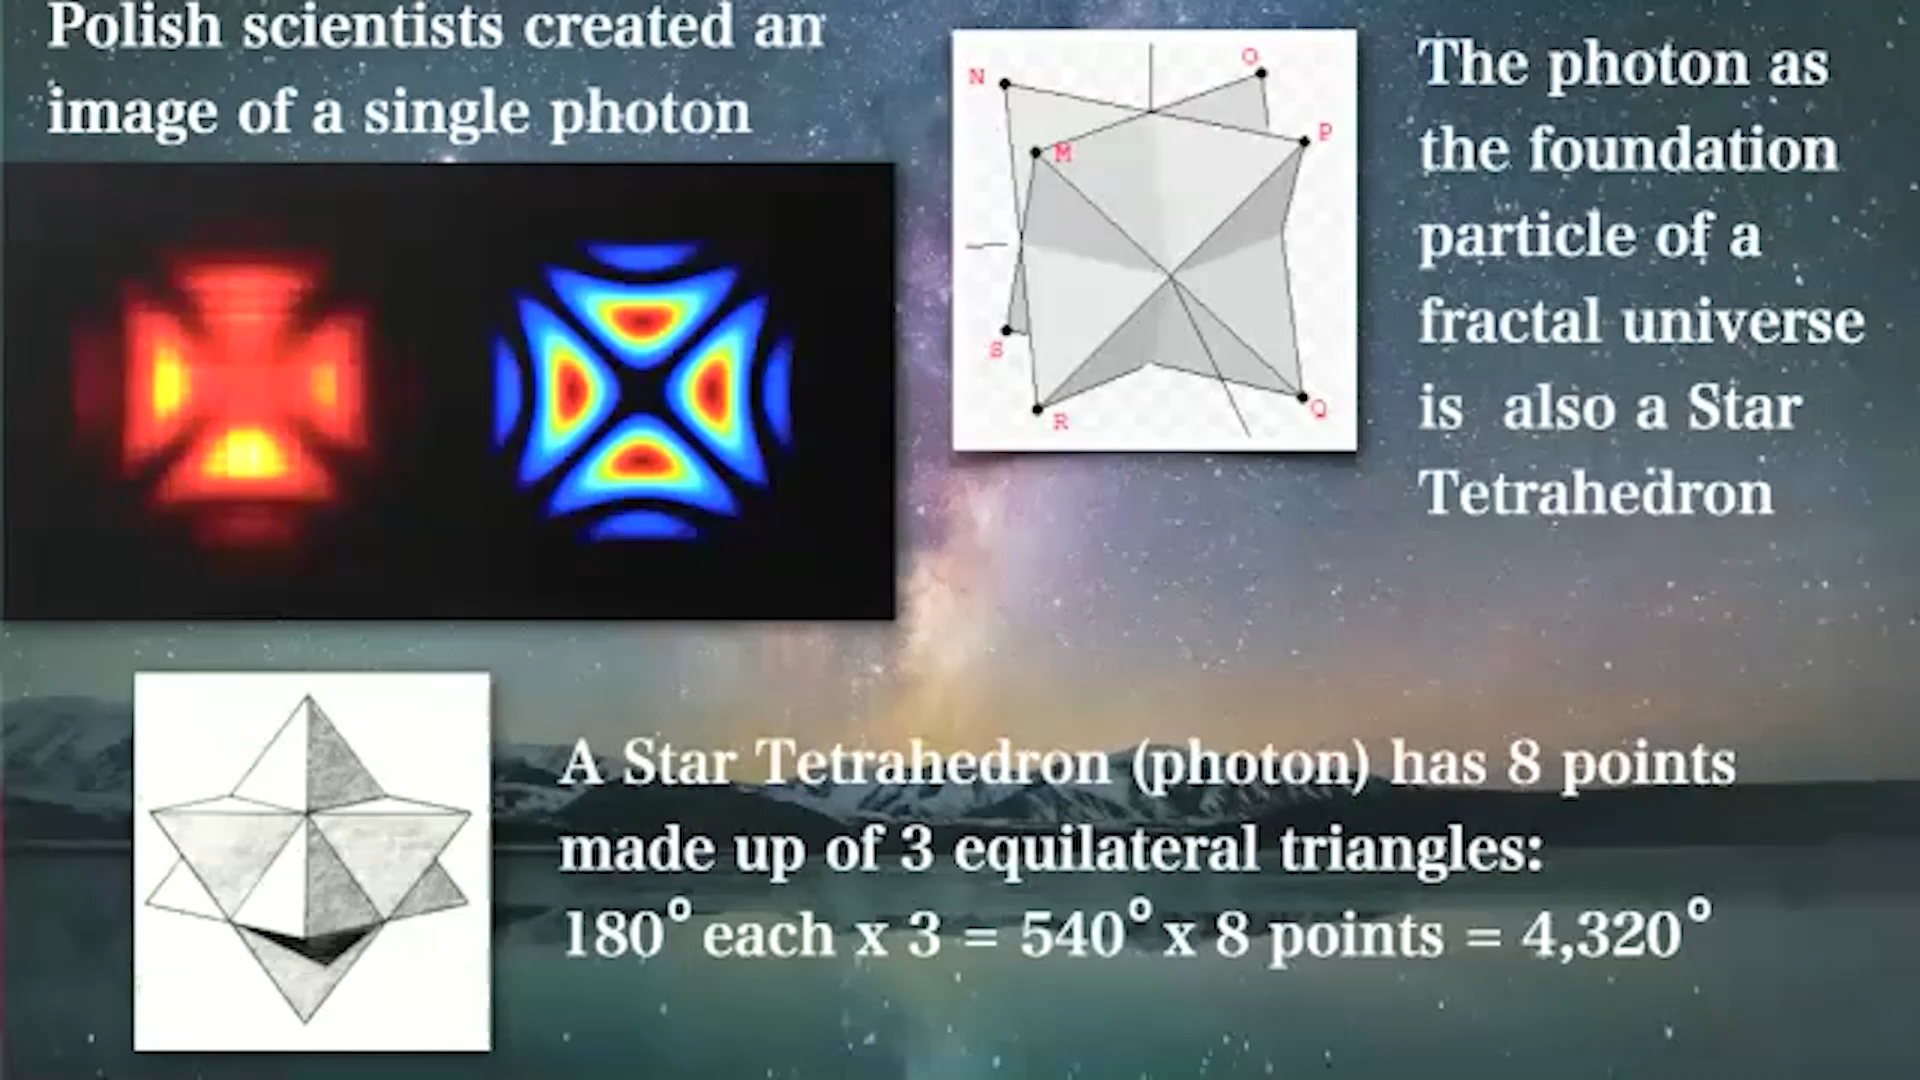 Polish scientists created an
image of a single photon
N
O
P
M
S
R
Q
The photon as
the foundation
particle of a
fractal universe
is also a Star
Tetrahedron
A Star Tetrahedron (photon) has 8 points
made up of 3 equilateral triangles:
180° each x 3 = 540° x 8 points = 4,320°